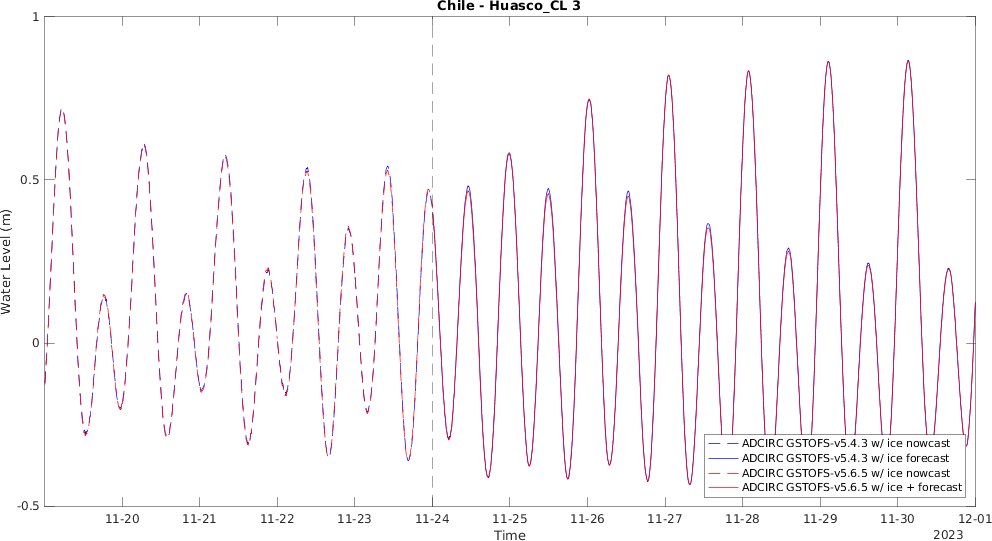 Chile - Huasco_CL 3
Water Level (m)
1
0.5
0
-0.5
ADCIRC GSTOFS-v5.4.3 w/ ice nowcast
ADCIRC GSTOFS-v5.4.3 w/ ice forecast
ADCIRC GSTOFS-v5.6.5 w/ ice nowcast
ADCIRC GSTOFS-v5.6.5 w/ ice + forecast
11-20 11-21 11-22 11-23 11-24 11-25 11-26 11-27 11-28 11-29 11-30 12-01
Time
2023